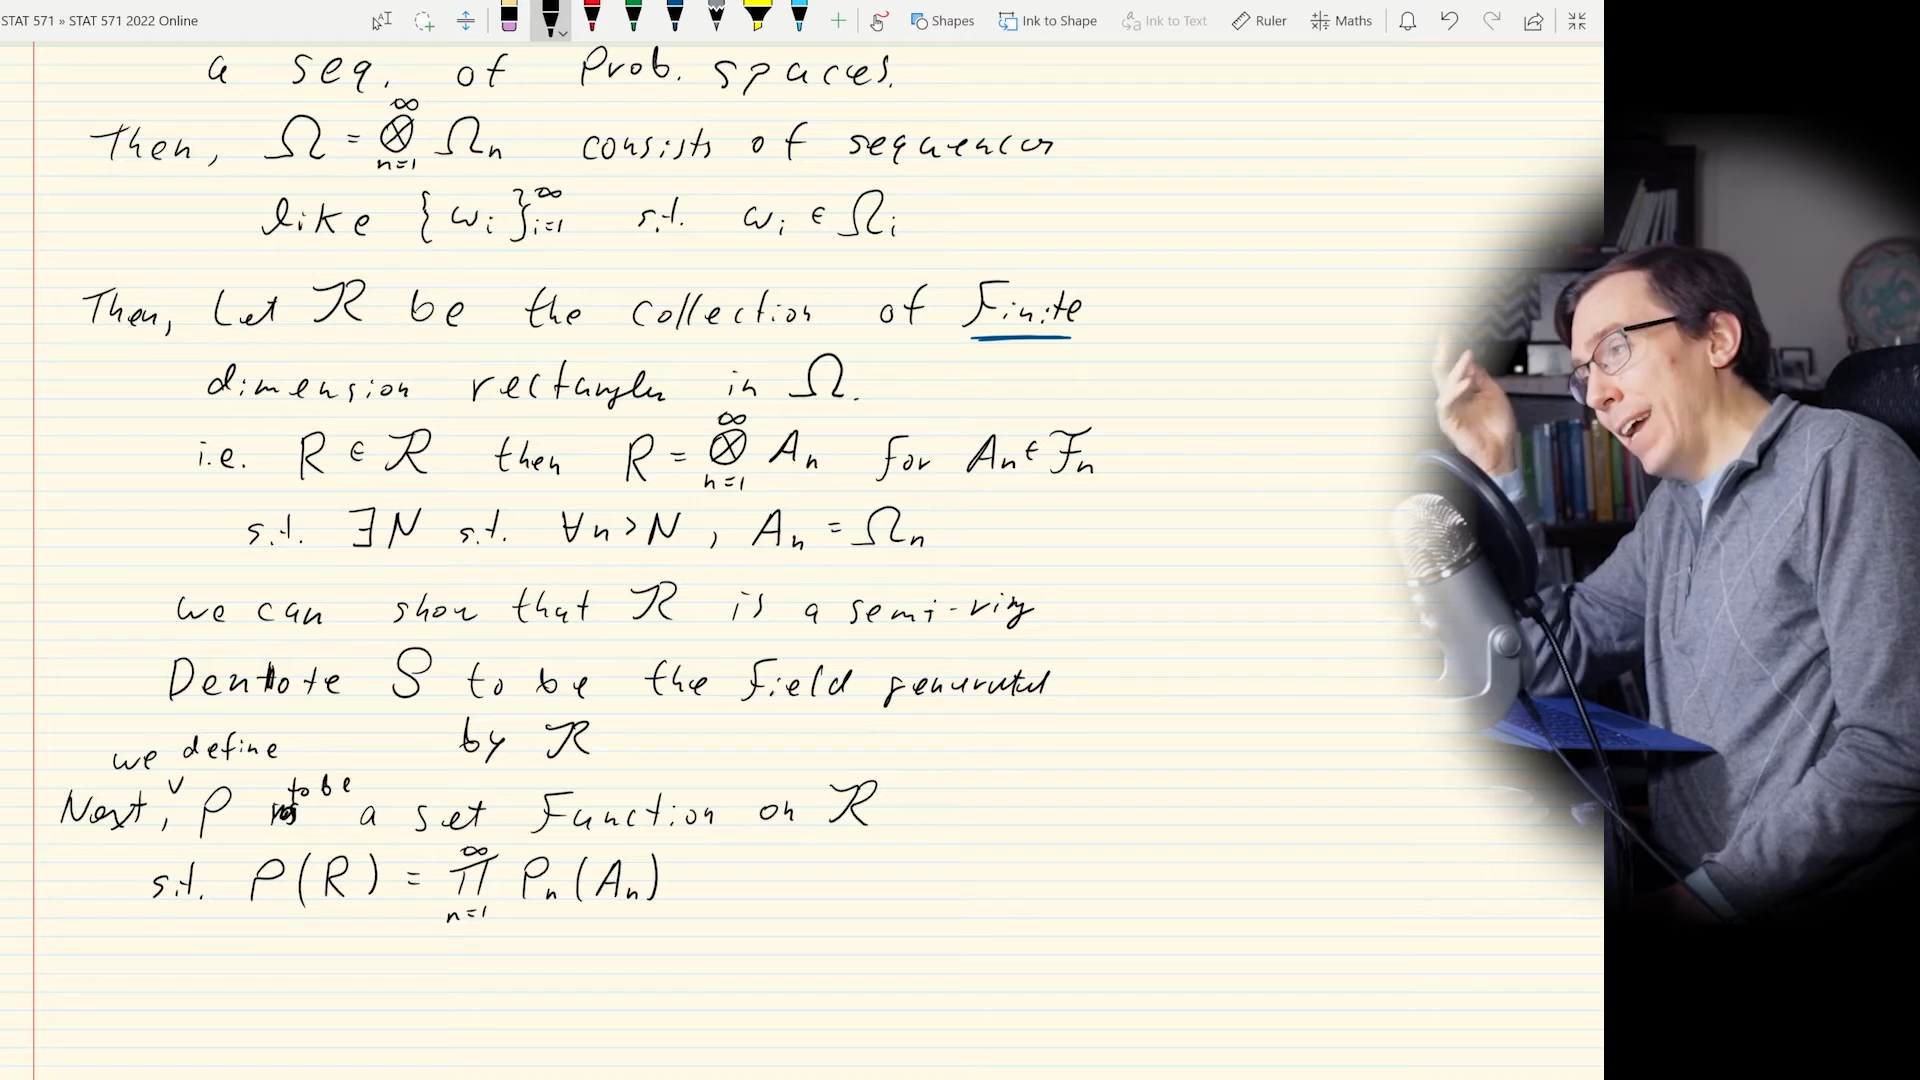 STAT 571 » STAT 571 2022 Online
Shapes Ink to Shape Ink to Text Ruler Maths
a seq. of Prob. spaces.
Then, Ω = ⊗_{n=1}^∞ Ω_n consists of sequences
like {ω_i}_{i=1}^∞ s.t. ω_i ∈ Ω_i
Then, Let ℛ be the collection of Finite
dimension rectangles in Ω.
i.e. R ∈ ℛ then R = ⊗_{n=1}^∞ A_n for A_n ∈ ℱ_n
s.t. ∃N s.t. ∀n > N, A_n = Ω_n
we can show that ℛ is a semi-ring
Denote S to be the field generated
by ℛ
we define
Next, ∨ P to be a set Function on ℛ
s.t. P(R) = ∏_{n=1}^∞ P_n(A_n)